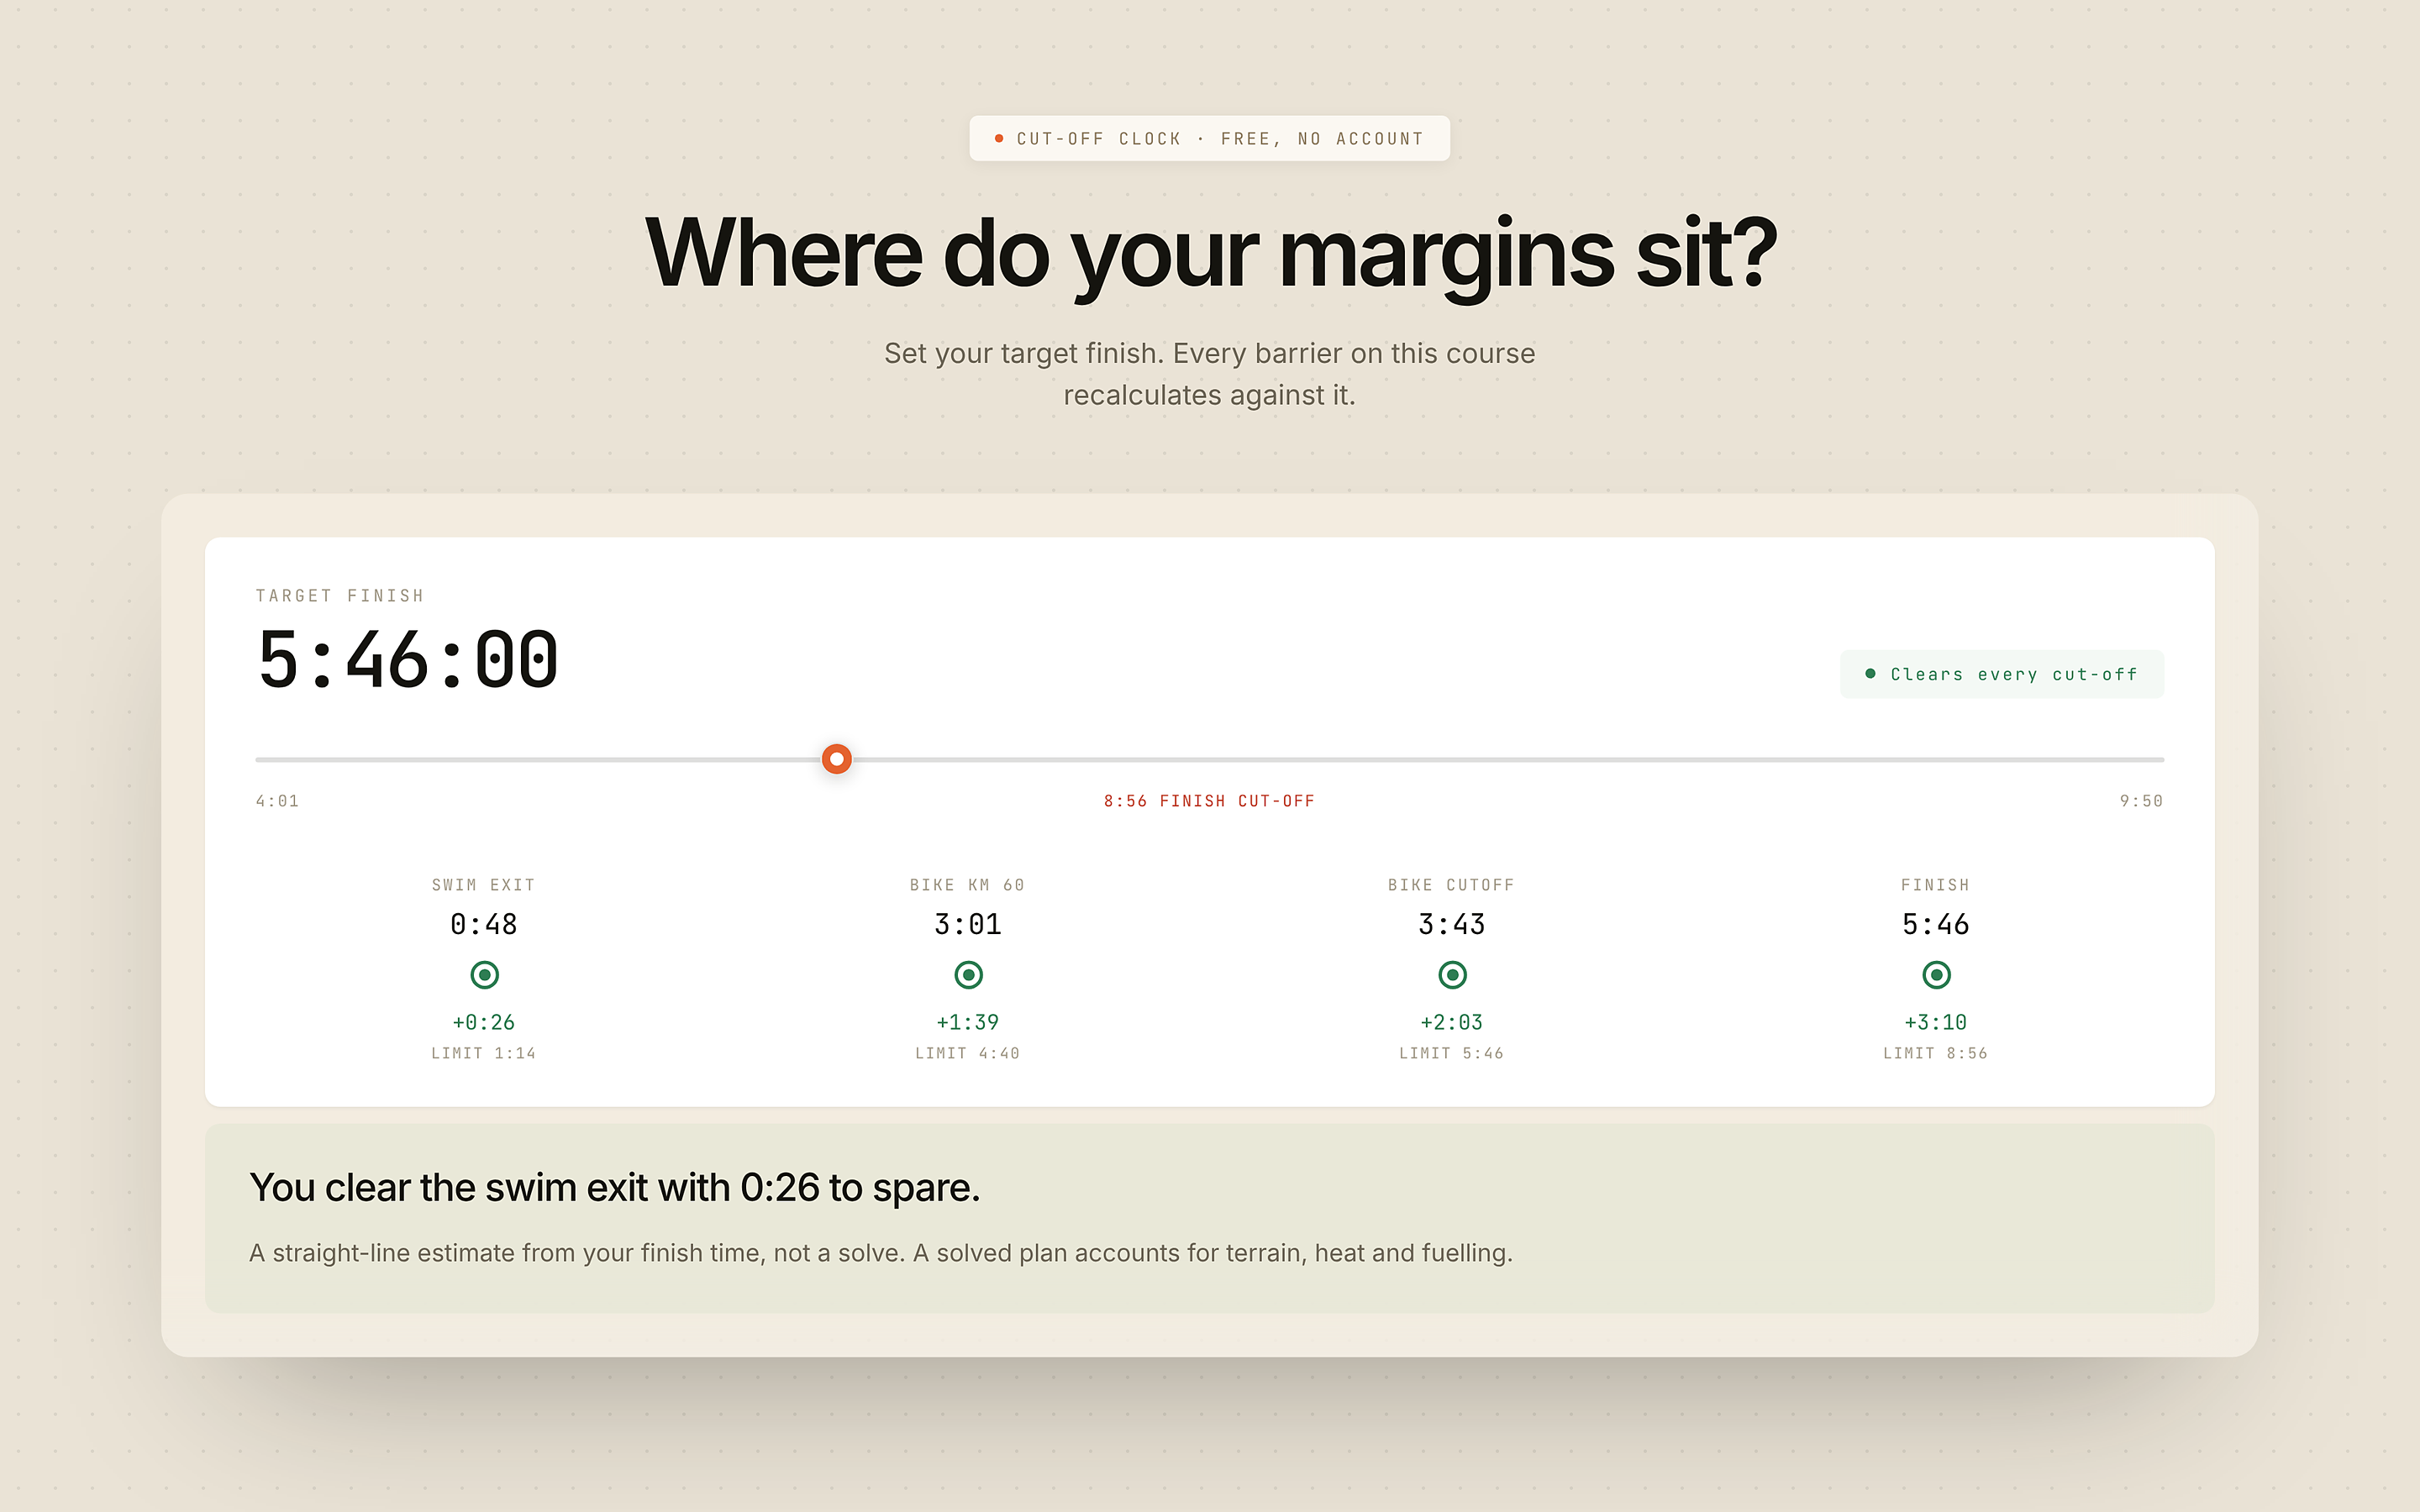 CUT-OFF CLOCK · FREE, NO ACCOUNT
Where do your margins sit?
Set your target finish. Every barrier on this course
recalculates against it.
TARGET FINISH
5:46:00
Clears every cut-off
4:01
8:56 FINISH CUT-OFF
9:50
SWIM EXIT
0:48
+0:26
LIMIT 1:14
BIKE KM 60
3:01
+1:39
LIMIT 4:40
BIKE CUTOFF
3:43
+2:03
LIMIT 5:46
FINISH
5:46
+3:10
LIMIT 8:56
You clear the swim exit with 0:26 to spare.
A straight-line estimate from your finish time, not a solve. A solved plan accounts for terrain, heat and fuelling.